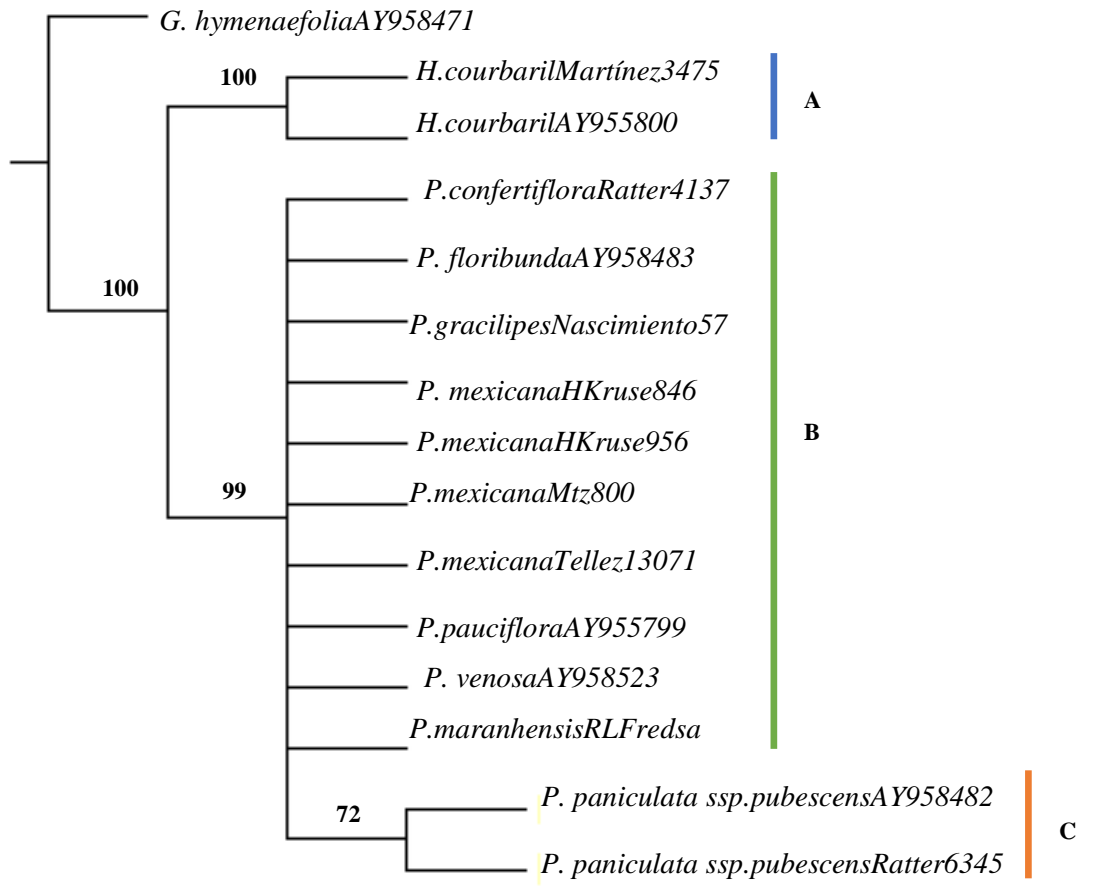 G. hymenaefoliaAY958471
100
H.courbarilMartínez3475
A
H.courbarilAY955800
P.confertifloraRatter4137
P. floribundaAY958483
100
P.gracilipesNascimiento57
P. mexicanaHKruse846
B
P.mexicanaHKruse956
99
P.mexicanaMtz800
P.mexicanaTellez13071
P.paucifloraAY955799
P. venosaAY958523
P.maranhensisRLFredsa
72
P. paniculata ssp.pubescensAY958482
C
P. paniculata ssp.pubescensRatter6345